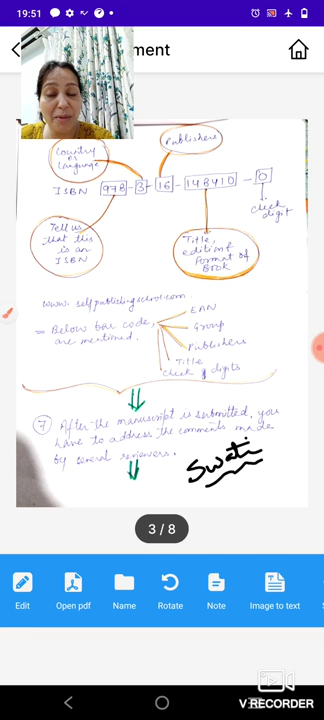 19:51
ment
Country
or
Language
Publishers
ISBN 978-3-16-148410-0
check
digit
Tell us
that this
is an
ISBN
Title,
edition &
Format of
Book
www.selfpublishingschool.com
= Below bar code,
are mentioned.
EAN
Group
Publishers
Title
Check digits
7 After the manuscript is submitted, you
have to address the comments made
by several reviewers.
Swati
3 / 8
Edit Open pdf Name Rotate Note Image to text
V RECORDER